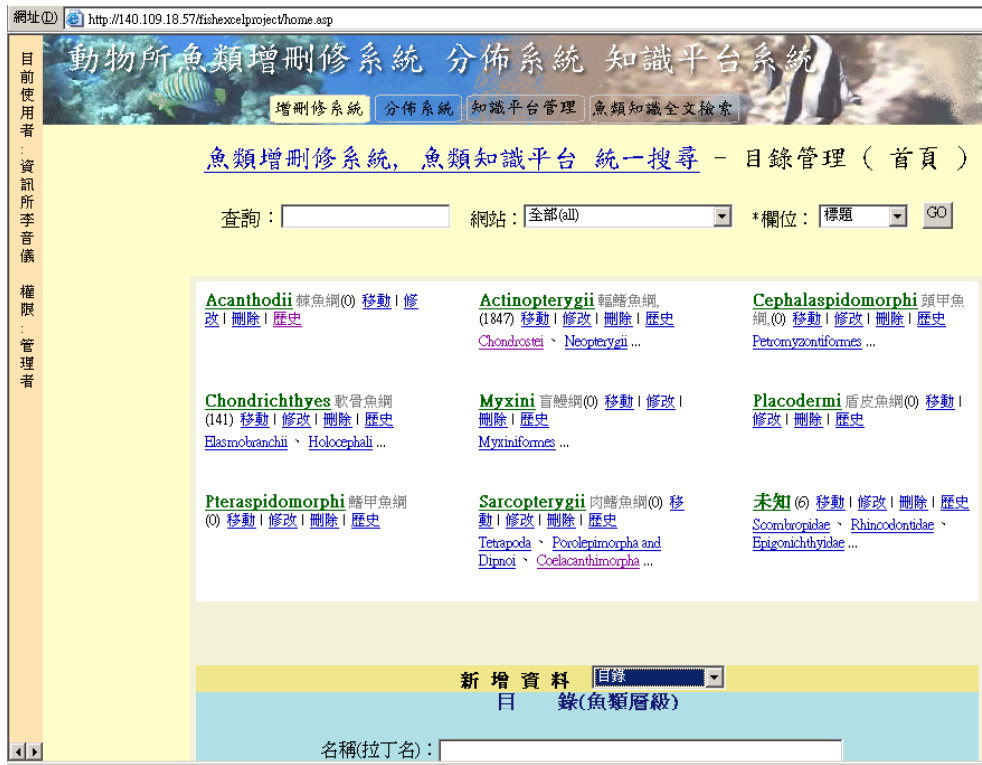 網址(D) http://140.109.18.57/fishexcelproject/home.asp
目前使用者:資訊所李音儀 權限:管理者
動物所魚類增刪修系統 分佈系統 知識平台系統
增刪修系統 分佈系統 知識平台管理 魚類知識全文檢索
魚類增刪修系統, 魚類知識平台 統一搜尋 - 目錄管理 ( 首頁 )
查詢： 網站：全部(all) *欄位：標題 GO
Acanthodii 棘魚綱(0) 移動 | 修
改 | 刪除 | 歷史
Actinopterygii 輻鰭魚綱,
(1847) 移動 | 修改 | 刪除 | 歷史
Chondrostei、Neopterygii ...
Cephalaspidomorphi 頭甲魚
綱,(0) 移動 | 修改 | 刪除 | 歷史
Petromyzontiformes ...
Chondrichthyes 軟骨魚綱
(141) 移動 | 修改 | 刪除 | 歷史
Elasmobranchii、Holocephali ...
Myxini 盲鰻綱(0) 移動 | 修改 |
刪除 | 歷史
Myxiniformes ...
Placodermi 盾皮魚綱(0) 移動 |
修改 | 刪除 | 歷史
Pteraspidomorphi 鰭甲魚綱
(0) 移動 | 修改 | 刪除 | 歷史
Sarcopterygii 肉鰭魚綱(0) 移
動 | 修改 | 刪除 | 歷史
Tetrapoda、Porolepimorpha and
Dipnoi、Coelacanthimorpha ...
未知 (6) 移動 | 修改 | 刪除 | 歷史
Scombropidae、Rhincodontidae、
Epigonichthyidae ...
新 增 資 料 目錄
目 錄(魚類層級)
名稱(拉丁名)：